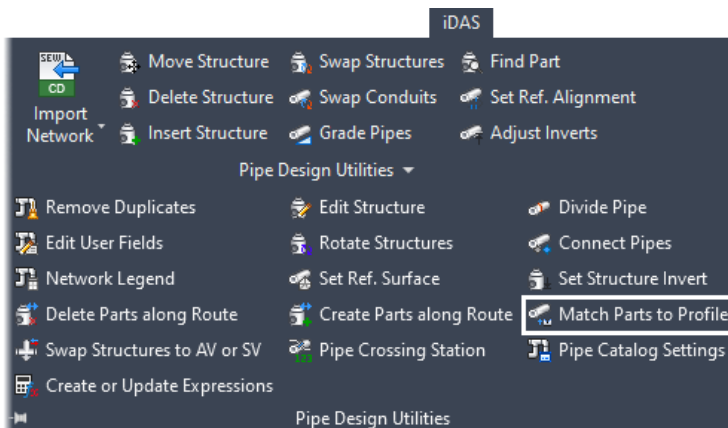 iDAS
SEW
CD
Import
Network
Move Structure
Swap Structures
Find Part
Delete Structure
Swap Conduits
Set Ref. Alignment
Insert Structure
Grade Pipes
Adjust Inverts
Pipe Design Utilities
Remove Duplicates
Edit Structure
Divide Pipe
Edit User Fields
Rotate Structures
Connect Pipes
Network Legend
Set Ref. Surface
Set Structure Invert
Delete Parts along Route
Create Parts along Route
Match Parts to Profile
Swap Structures to AV or SV
123
Pipe Crossing Station
Pipe Catalog Settings
Create or Update Expressions
Pipe Design Utilities